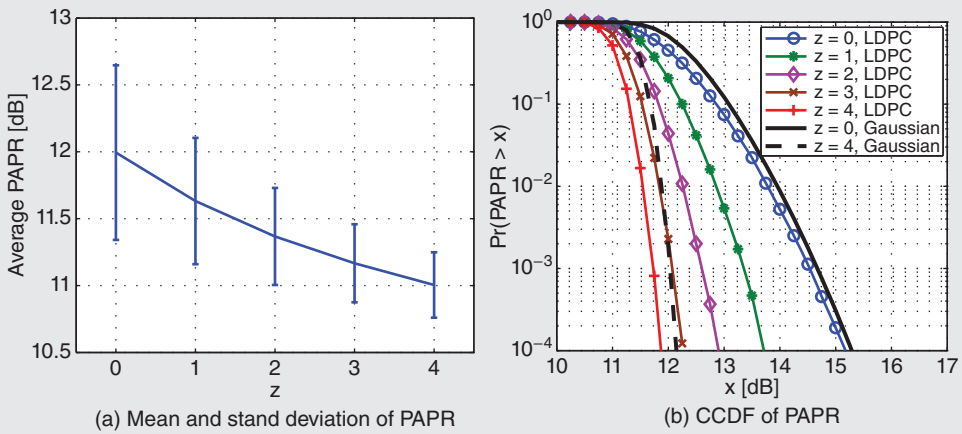 13
12.5
12
11.5
11
10.5
Average PAPR [dB]
0 1 2 3 4
z
(a) Mean and stand deviation of PAPR
10^0
10^−1
10^−2
10^−3
10^−4
Pr(PAPR > x)
z = 0, LDPC
z = 1, LDPC
z = 2, LDPC
z = 3, LDPC
z = 4, LDPC
z = 0, Gaussian
z = 4, Gaussian
10 11 12 13 14 15 16 17
x [dB]
(b) CCDF of PAPR